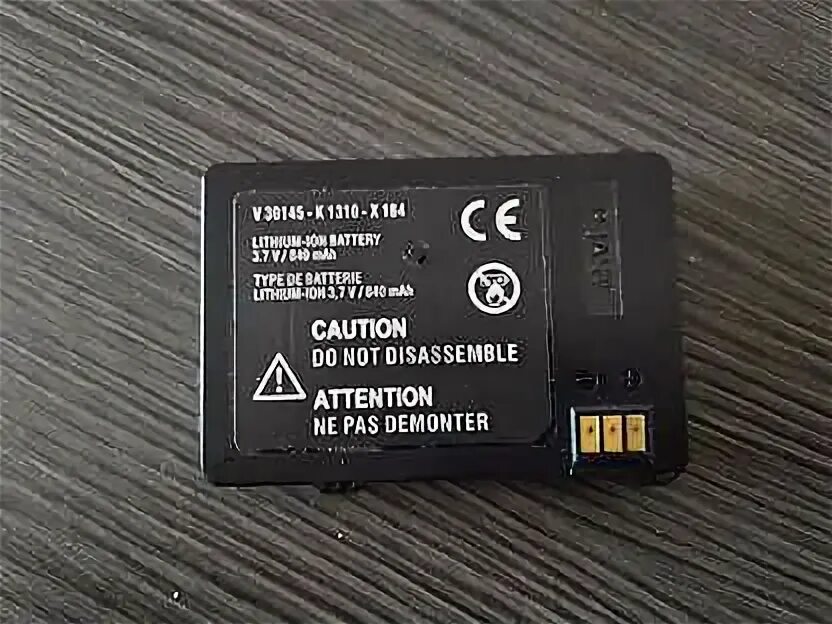 V30145-K1310-X164
CE
LITHIUM-ION BATTERY
3.7 V / 840 mAh
TYPE DE BATTERIE
LITHIUM-ION 3,7 V / 840 mAh
CAUTION
DO NOT DISASSEMBLE
ATTENTION
NE PAS DEMONTER